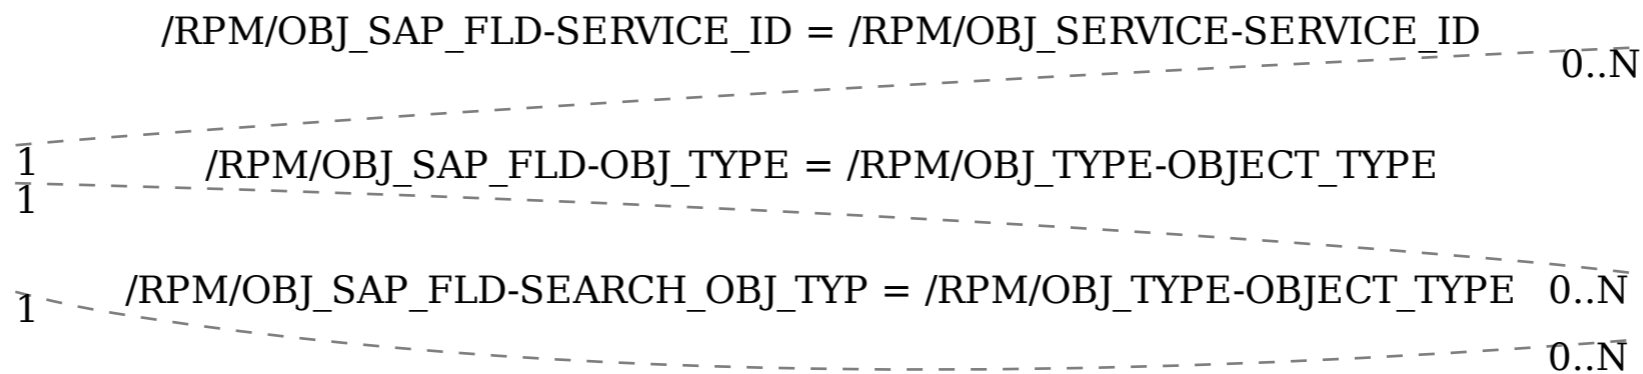 /RPM/OBJ_SAP_FLD-SERVICE_ID = /RPM/OBJ_SERVICE-SERVICE_ID
0..N
1
/RPM/OBJ_SAP_FLD-OBJ_TYPE = /RPM/OBJ_TYPE-OBJECT_TYPE
1
/RPM/OBJ_SAP_FLD-SEARCH_OBJ_TYP = /RPM/OBJ_TYPE-OBJECT_TYPE
0..N
1
0..N